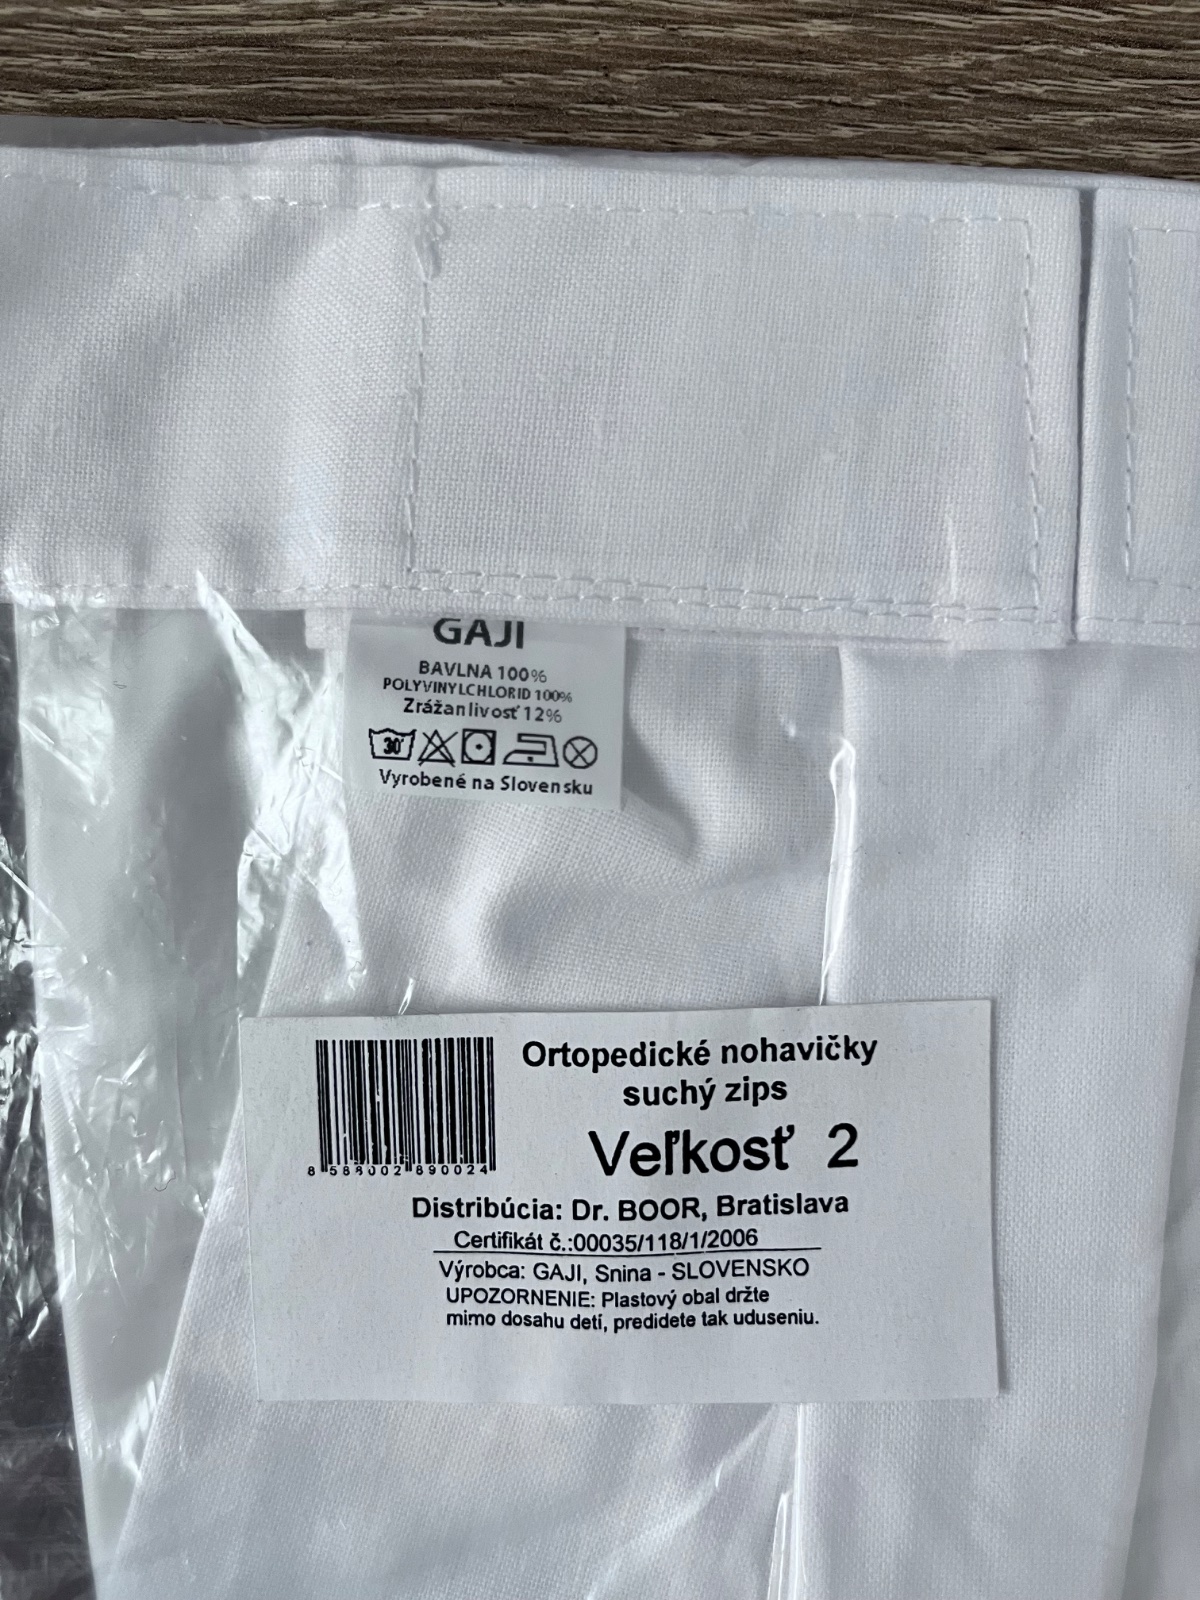 GAJI
BAVLNA 100%
POLYVINYLCHLORID 100%
Zrážanlivosť 12%
30°
Vyrobené na Slovensku
Ortopedické nohavičky
suchý zips
Veľkosť 2
8 588002 890024
Distribúcia: Dr. BOOR, Bratislava
Certifikát č.:00035/118/1/2006
Výrobca: GAJI, Snina - SLOVENSKO
UPOZORNENIE: Plastový obal držte
mimo dosahu detí, predidete tak uduseniu.